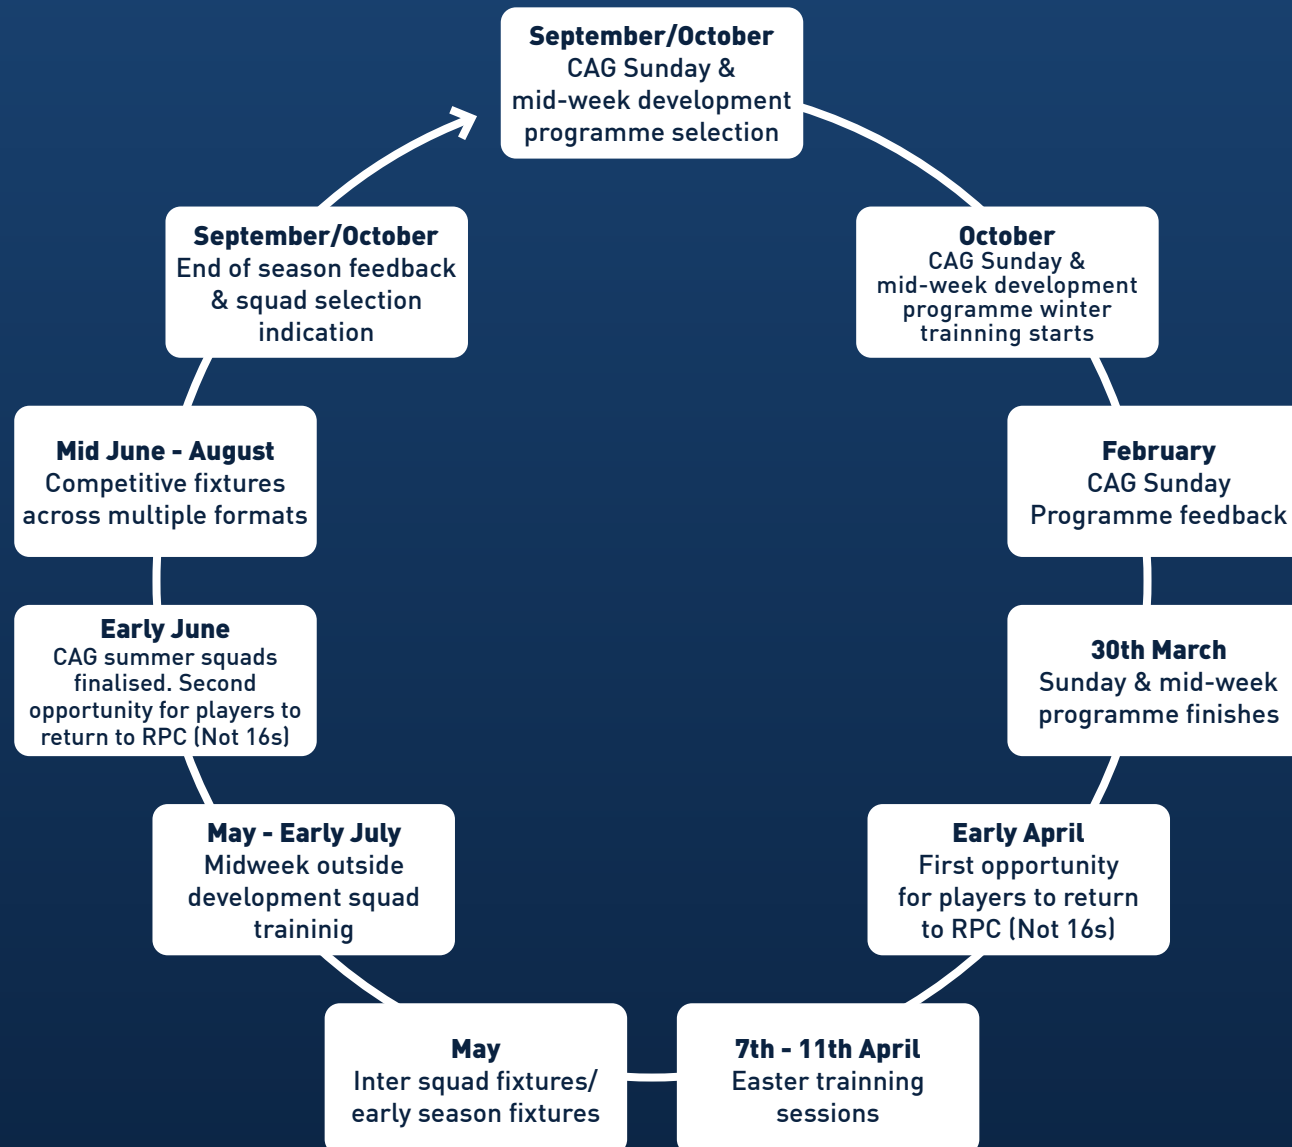 September/October
CAG Sunday &
mid-week development
programme selection
October
CAG Sunday &
mid-week development
programme winter
trainning starts
February
CAG Sunday
Programme feedback
30th March
Sunday & mid-week
programme finishes
Early April
First opportunity
for players to return
to RPC (Not 16s)
7th - 11th April
Easter trainning
sessions
May
Inter squad fixtures/
early season fixtures
May - Early July
Midweek outside
development squad
traininig
Early June
CAG summer squads
finalised. Second
opportunity for players to
return to RPC (Not 16s)
Mid June - August
Competitive fixtures
across multiple formats
September/October
End of season feedback
& squad selection
indication